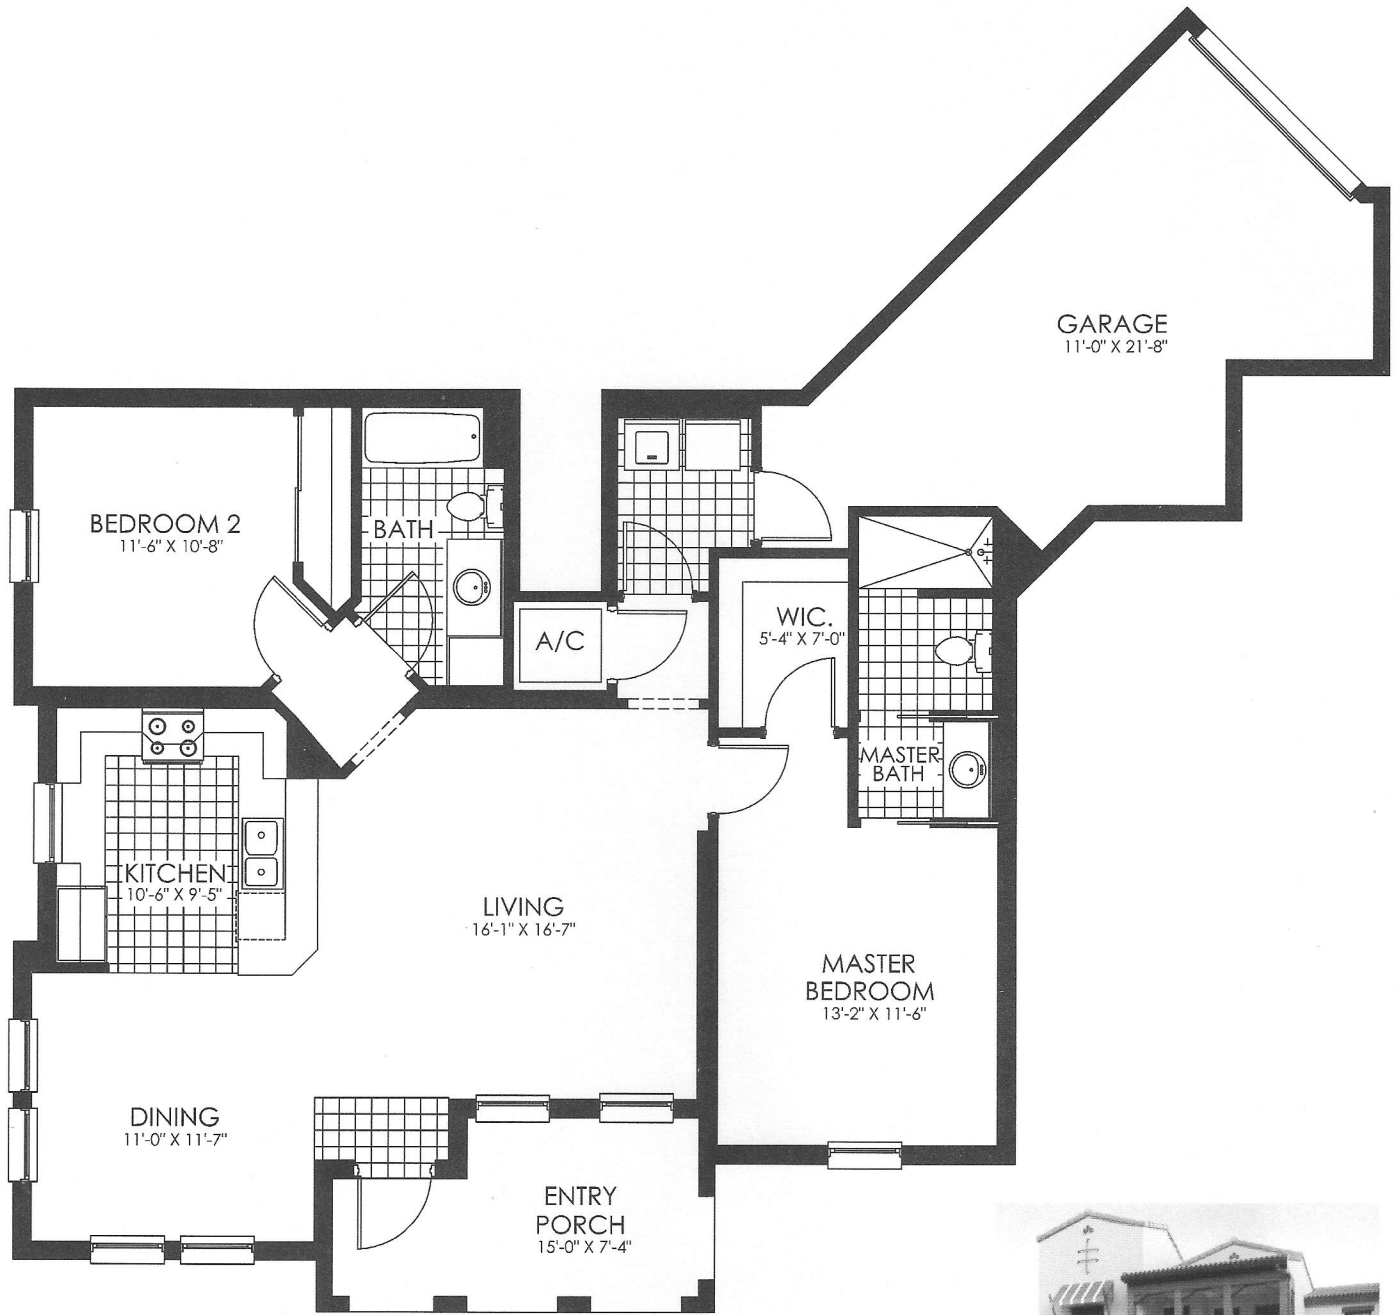 GARAGE
11'-0" X 21'-8"
BEDROOM 2
11'-6" X 10'-8"
BATH
A/C
WIC.
5'-4" X 7'-0"
MASTER
BATH
KITCHEN
10'-6" X 9'-5"
LIVING
16'-1" X 16'-7"
MASTER
BEDROOM
13'-2" X 11'-6"
DINING
11'-0" X 11'-7"
ENTRY
PORCH
15'-0" X 7'-4"